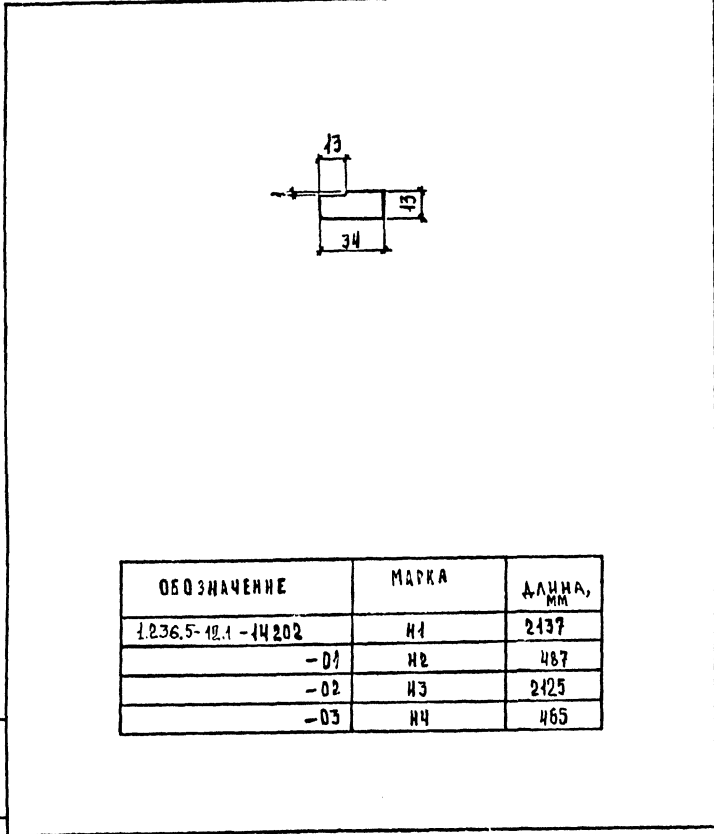 13
13
34
ОБОЗНАЧЕНИЕ МАРКА ДЛИНА, ММ
1.236.5-12.1 -14202 Н1 2137
-01 Н2 487
-02 Н3 2125
-03 Н4 465